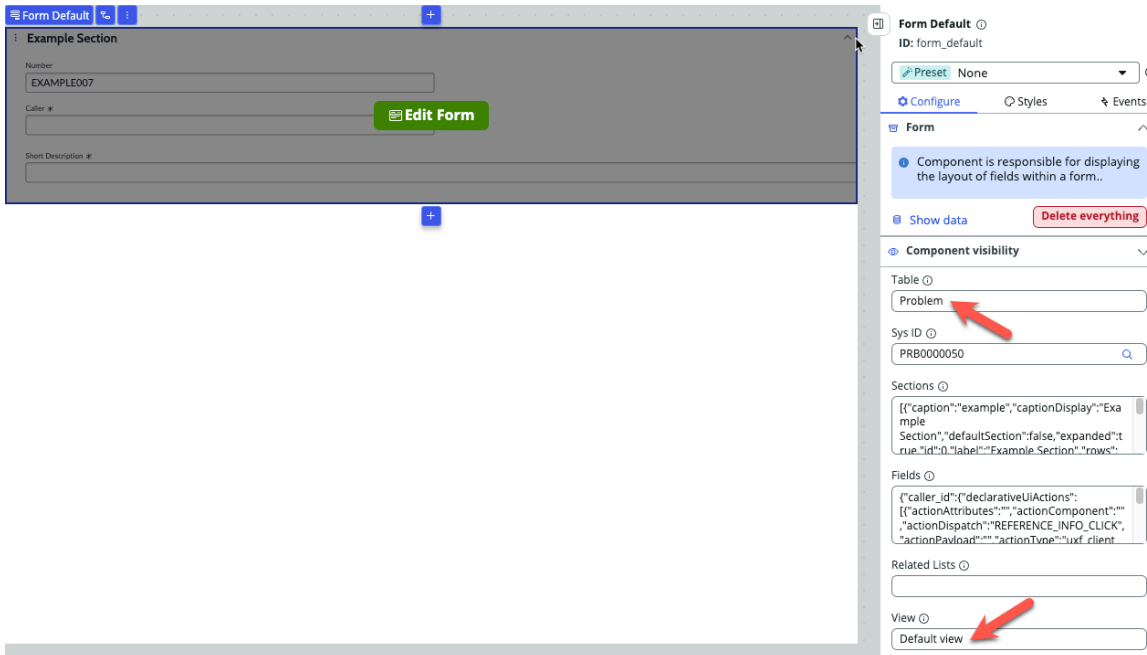 Form Default
Example Section
Number
EXAMPLE007
Caller *
Edit Form
Short Description *
Form Default
ID: form_default
Preset None
Configure Styles Events
Form
Component is responsible for displaying
the layout of fields within a form..
Show data Delete everything
Component visibility
Table
Problem
Sys ID
PRB0000050
Sections
[{"caption":"example","captionDisplay":"Exa
mple
Section","defaultSection":false,"expanded":t
rue,"id":0,"label":"Example Section","rows":
Fields
{"caller_id":{"declarativeUiActions":
[{"actionAttributes":"","actionComponent":""
,"actionDispatch":"REFERENCE_INFO_CLICK",
"actionPayload":"","actionType":"uxf_client
Related Lists
View
Default view